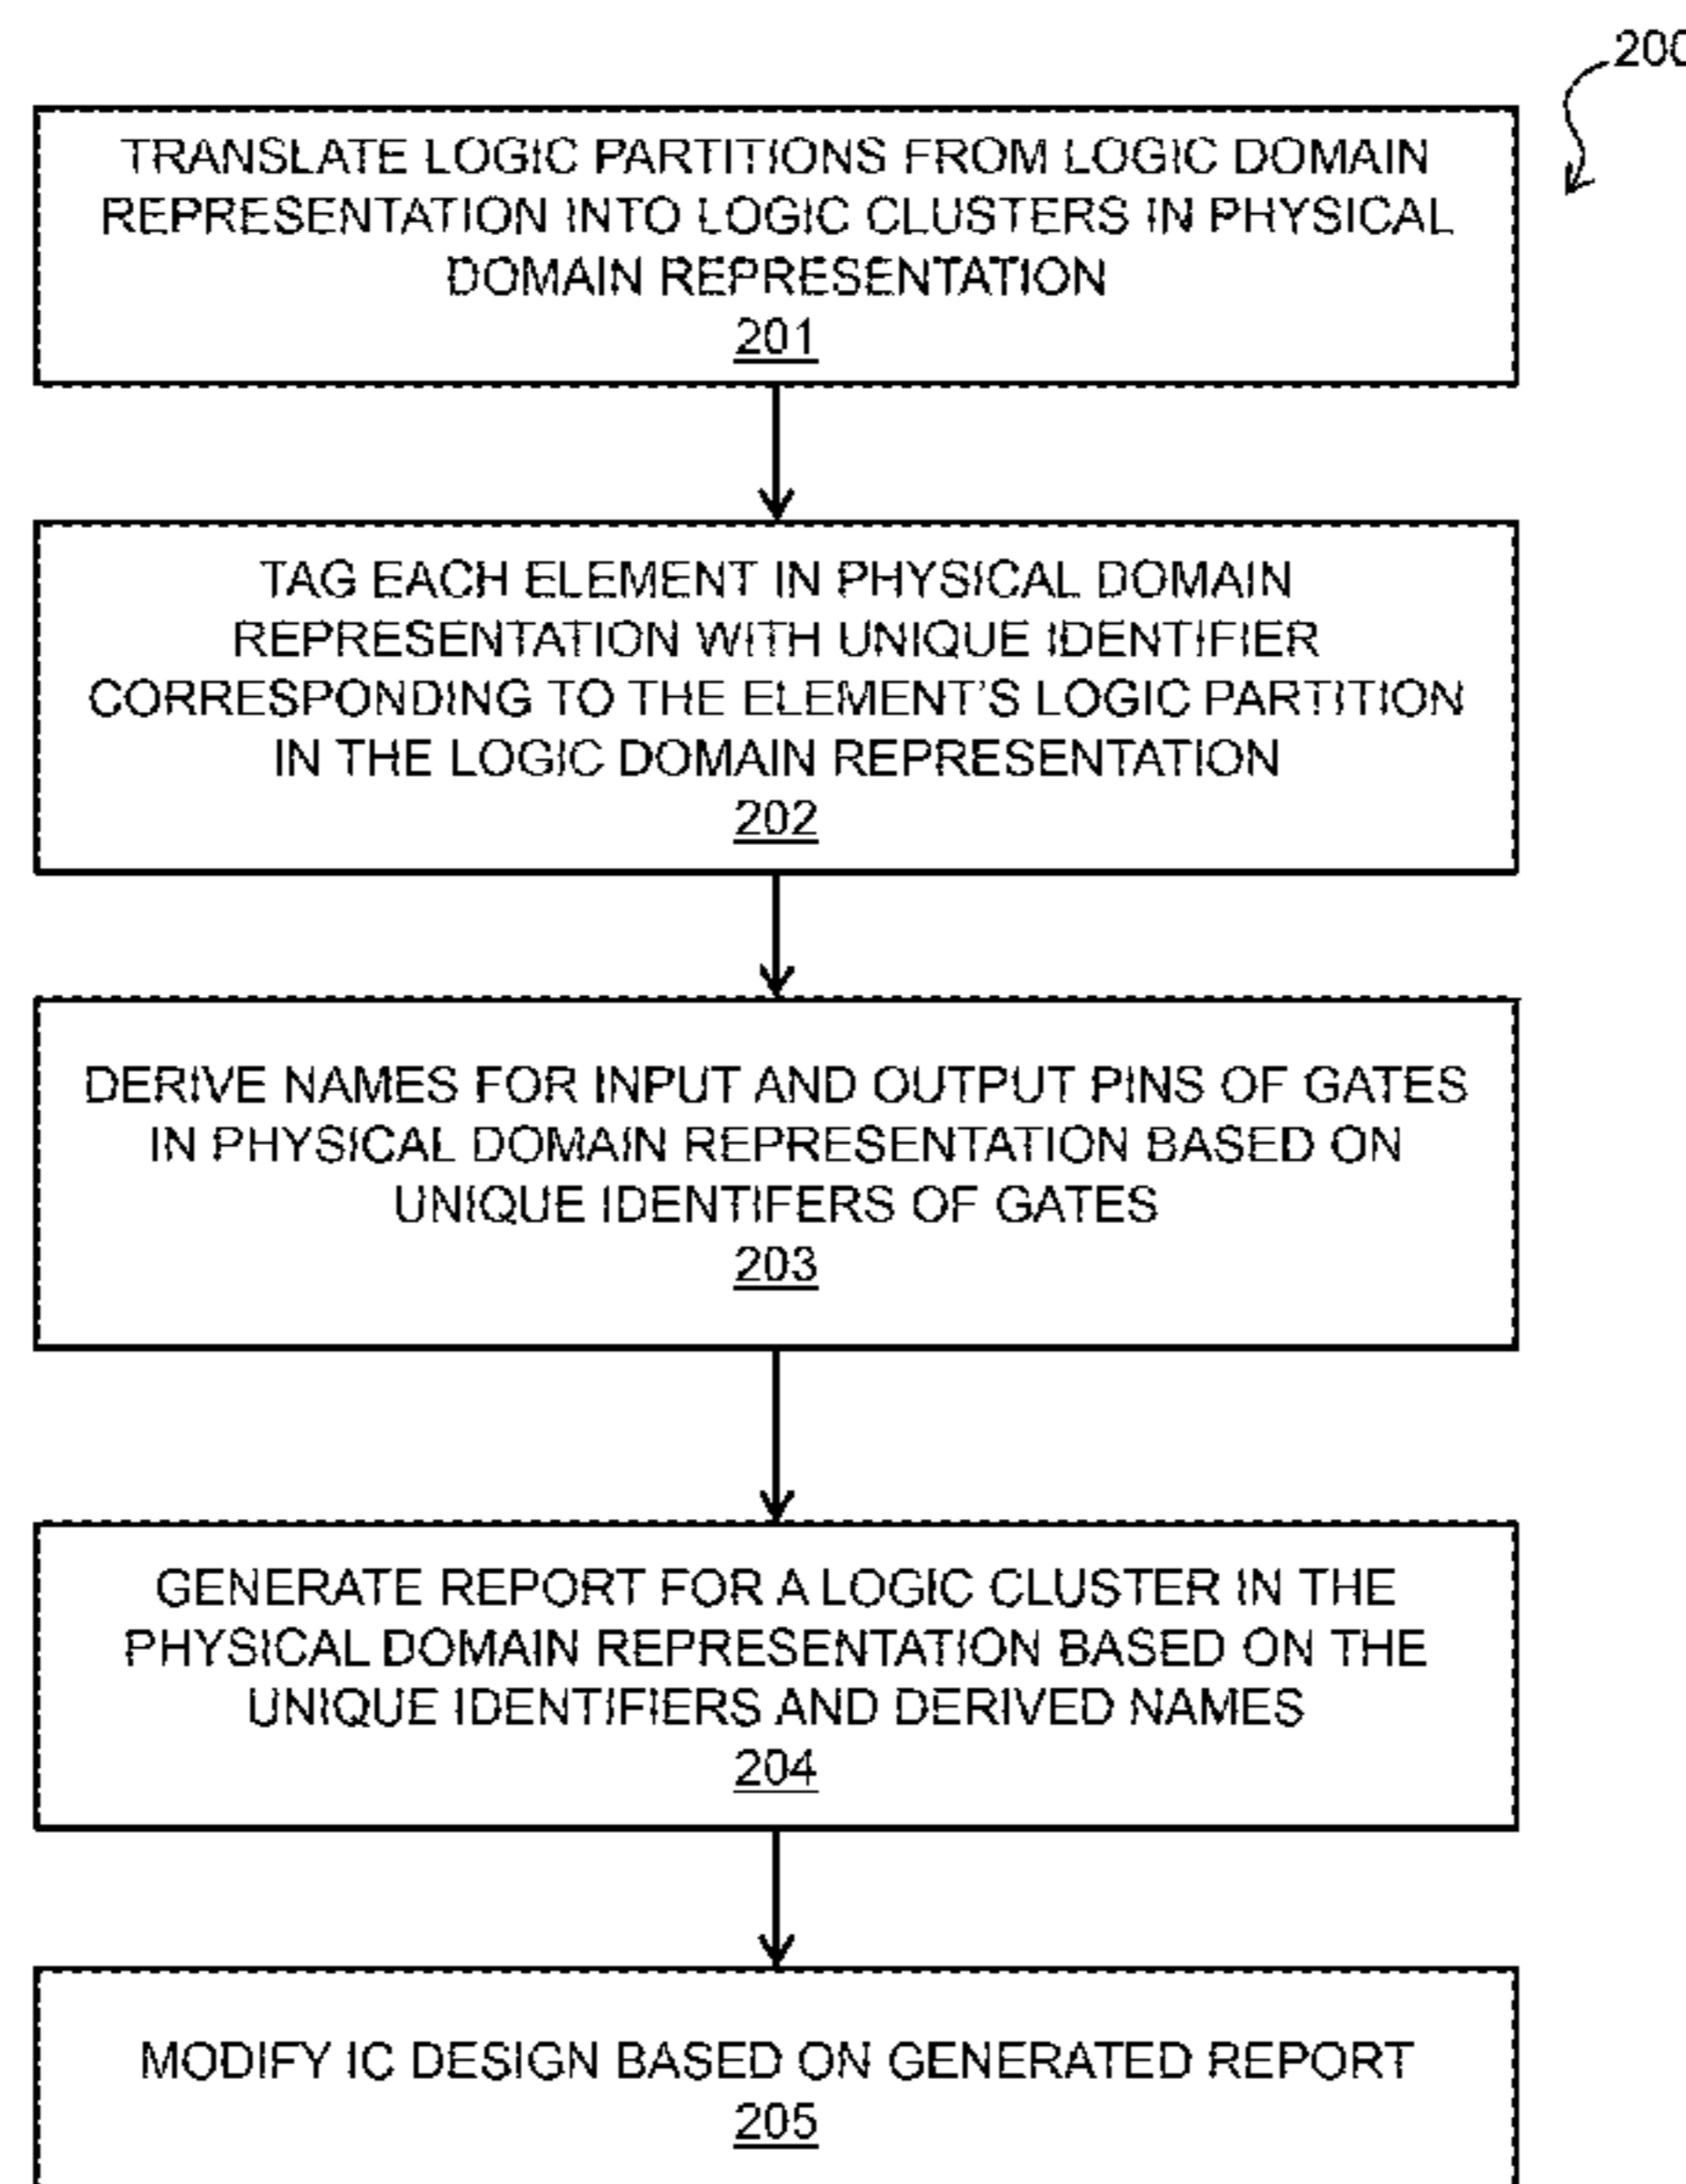 200
TRANSLATE LOGIC PARTITIONS FROM LOGIC DOMAIN
REPRESENTATION INTO LOGIC CLUSTERS IN PHYSICAL
DOMAIN REPRESENTATION
201
TAG EACH ELEMENT IN PHYSICAL DOMAIN
REPRESENTATION WITH UNIQUE IDENTIFIER
CORRESPONDING TO THE ELEMENT'S LOGIC PARTITION
IN THE LOGIC DOMAIN REPRESENTATION
202
DERIVE NAMES FOR INPUT AND OUTPUT PINS OF GATES
IN PHYSICAL DOMAIN REPRESENTATION BASED ON
UNIQUE IDENTIFERS OF GATES
203
GENERATE REPORT FOR A LOGIC CLUSTER IN THE
PHYSICAL DOMAIN REPRESENTATION BASED ON THE
UNIQUE IDENTIFIERS AND DERIVED NAMES
204
MODIFY IC DESIGN BASED ON GENERATED REPORT
205